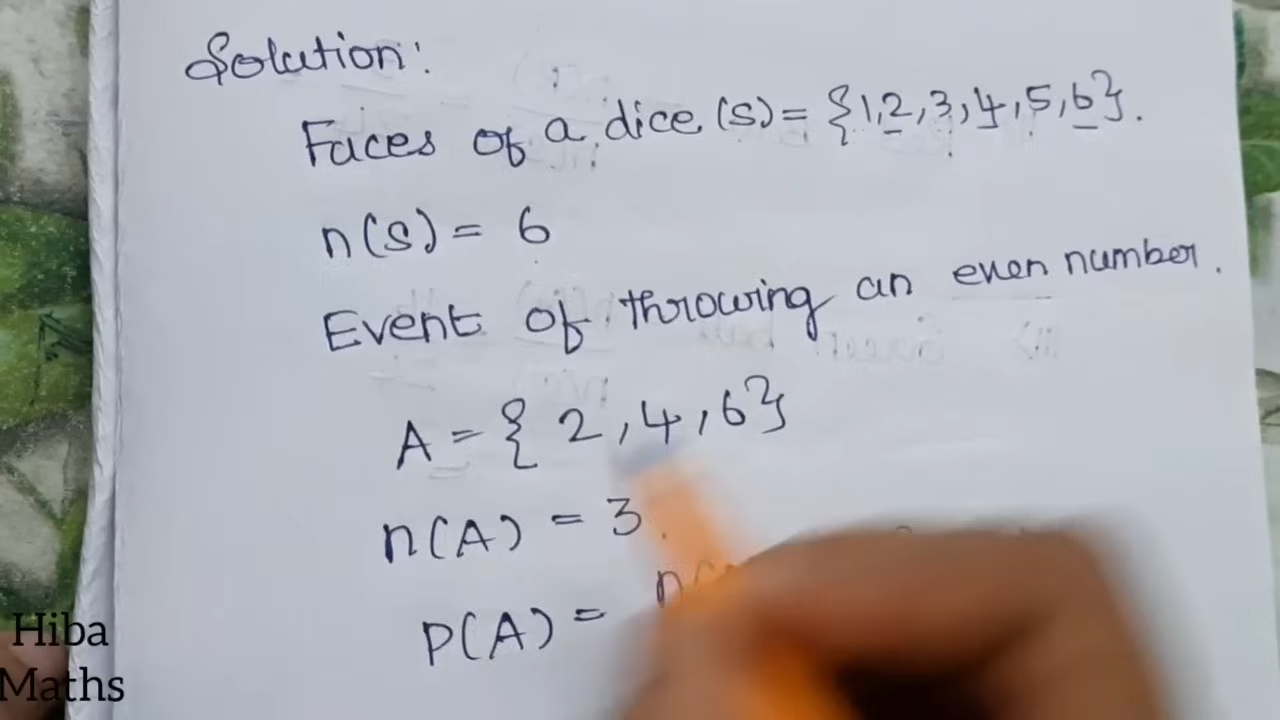 Solution:
Faces of a dice (S) = {1,2,3,4,5,6}.
n(S) = 6
Event of throwing an even number.
A = { 2,4,6}
n(A) = 3.
P(A) =
Hiba
Maths